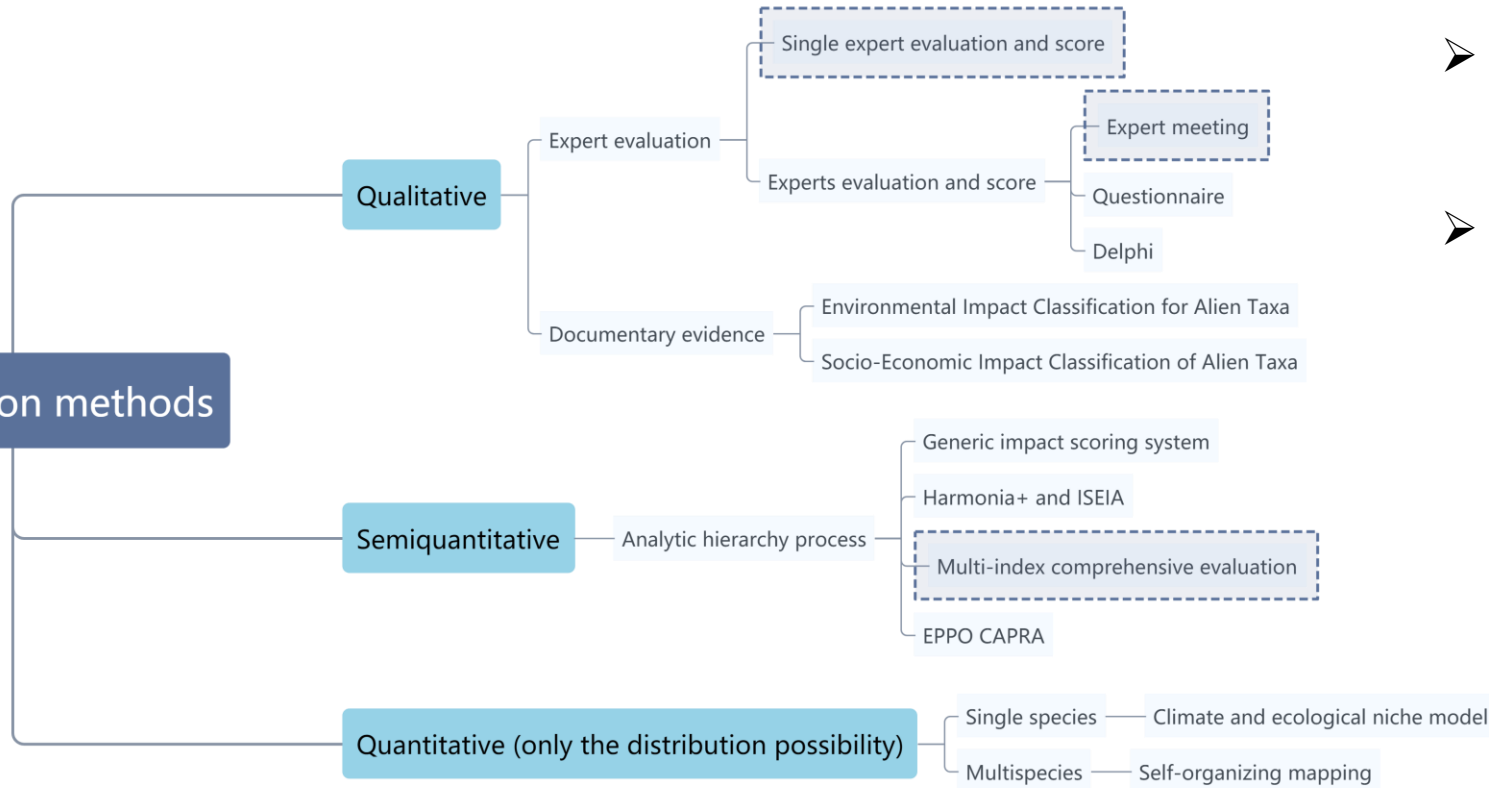 on methods
Qualitative
Expert evaluation
Single expert evaluation and score
Experts evaluation and score
Expert meeting
Questionnaire
Delphi
Documentary evidence
Environmental Impact Classification for Alien Taxa
Socio-Economic Impact Classification of Alien Taxa
Semiquantitative
Analytic hierarchy process
Generic impact scoring system
Harmonia+ and ISEIA
Multi-index comprehensive evaluation
EPPO CAPRA
Quantitative (only the distribution possibility)
Single species
Climate and ecological niche model
Multispecies
Self-organizing mapping